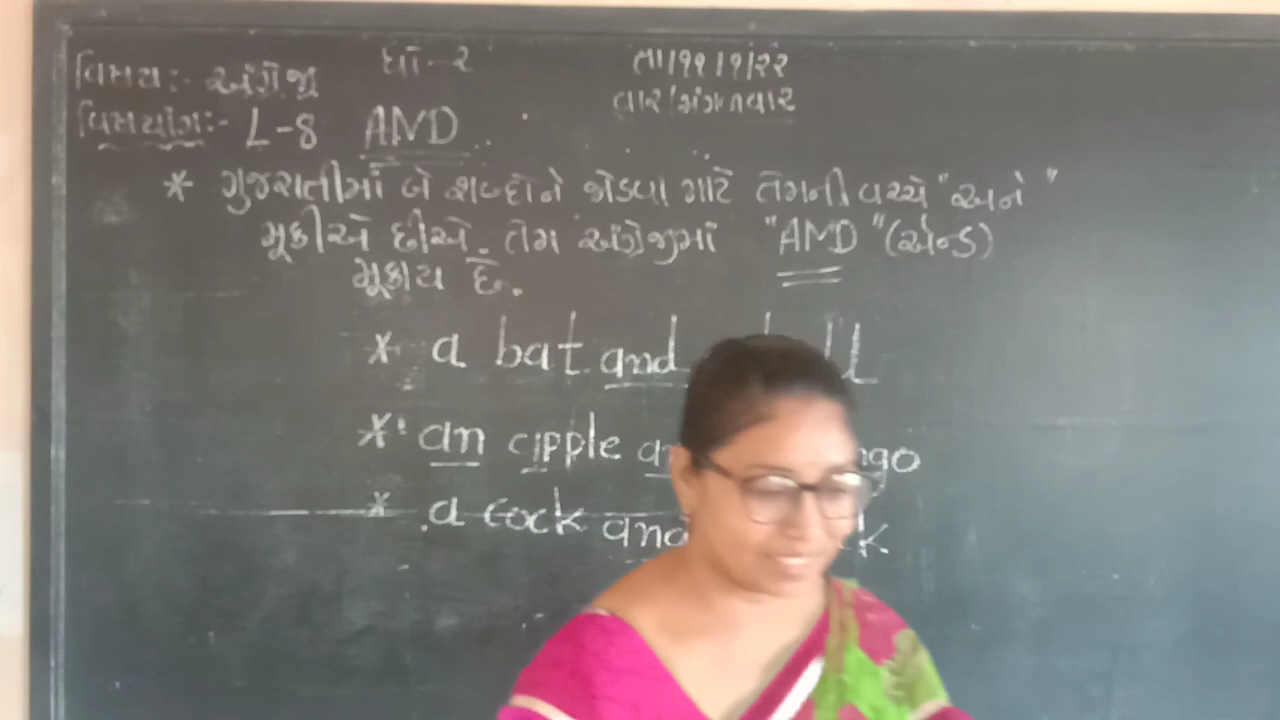 વિષય:- અંગ્રેજી ધો-૨ તા/૧૧/૧/૨૨
વિષયાંગ:- L-8 AND વાર/મંગળવાર
* ગુજરાતીમાં બે શબ્દોને જોડવા માટે તેમની વચ્ચે "અને"
મૂકીએ છીએ. તેમ અંગ્રેજીમાં "AND" (એન્ડ)
મૂકાય છે.
* a bat and
* an apple
* a cock and